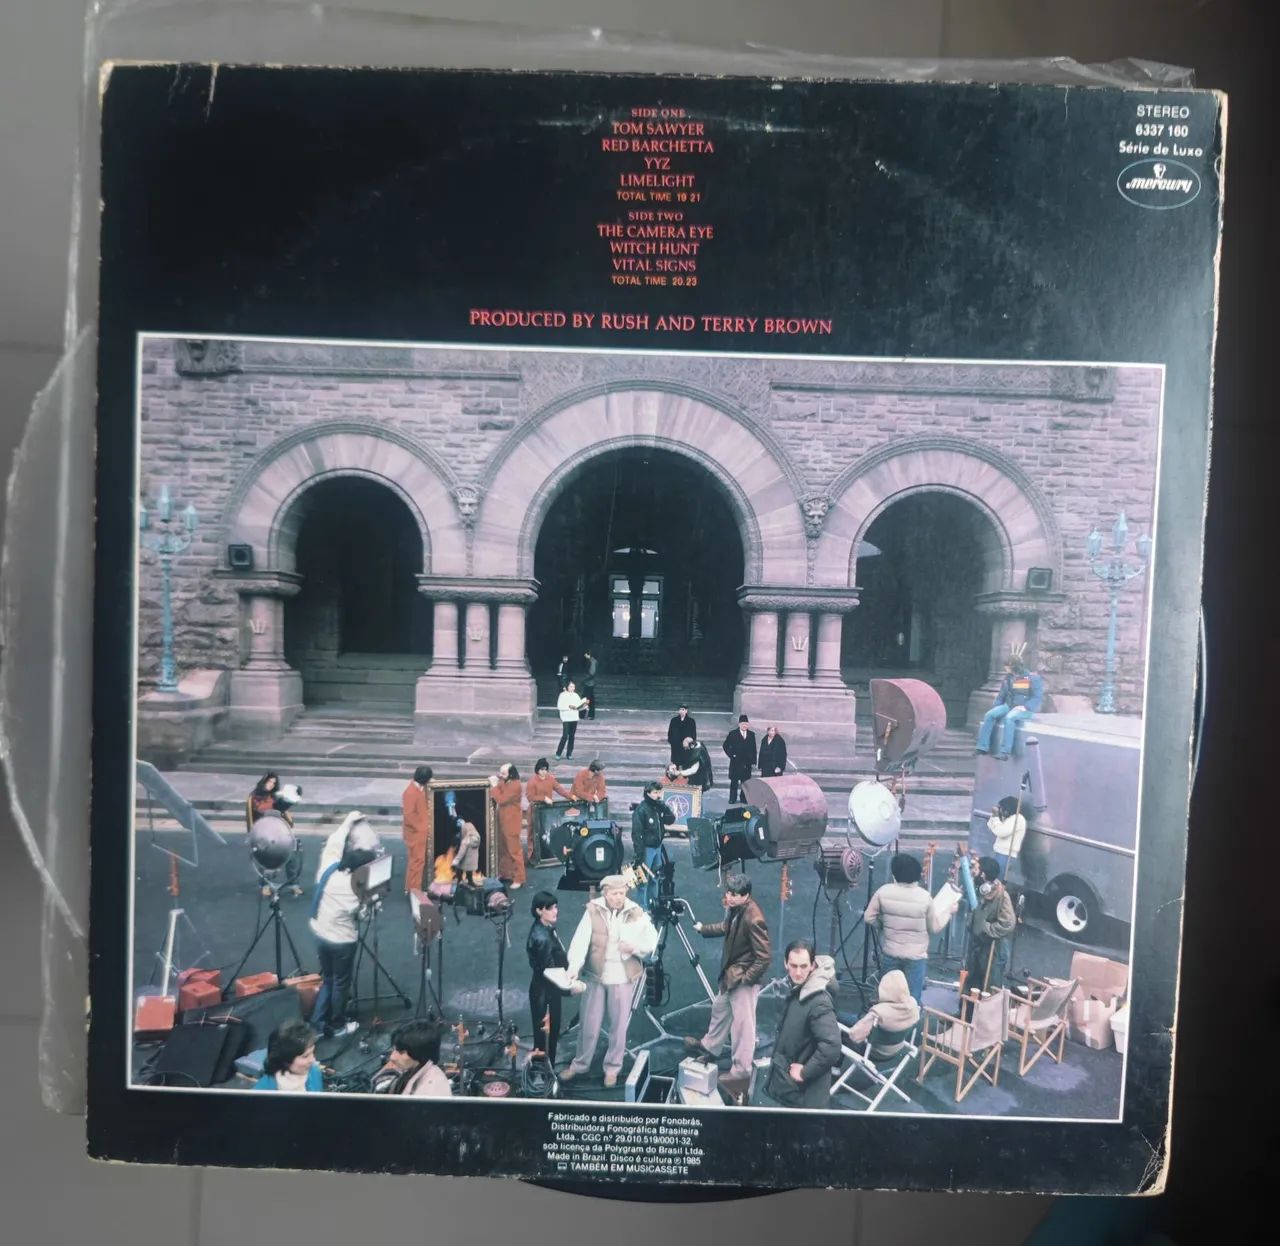 SIDE ONE
TOM SAWYER
RED BARCHETTA
YYZ
LIMELIGHT
TOTAL TIME 19 21
SIDE TWO
THE CAMERA EYE
WITCH HUNT
VITAL SIGNS
TOTAL TIME 20.23
PRODUCED BY RUSH AND TERRY BROWN
STEREO
6337 160
Série de Luxo
mercury
Fabricado e distribuido por Fonobrás,
Distribuidora Fonográfica Brasileira
Ltda., CGC nº 29.010.519/0001-32,
sob licença da Polygram do Brasil Ltda.
Made in Brazil. Disco é cultura ℗ 1985
TAMBÉM EM MUSICASSETE